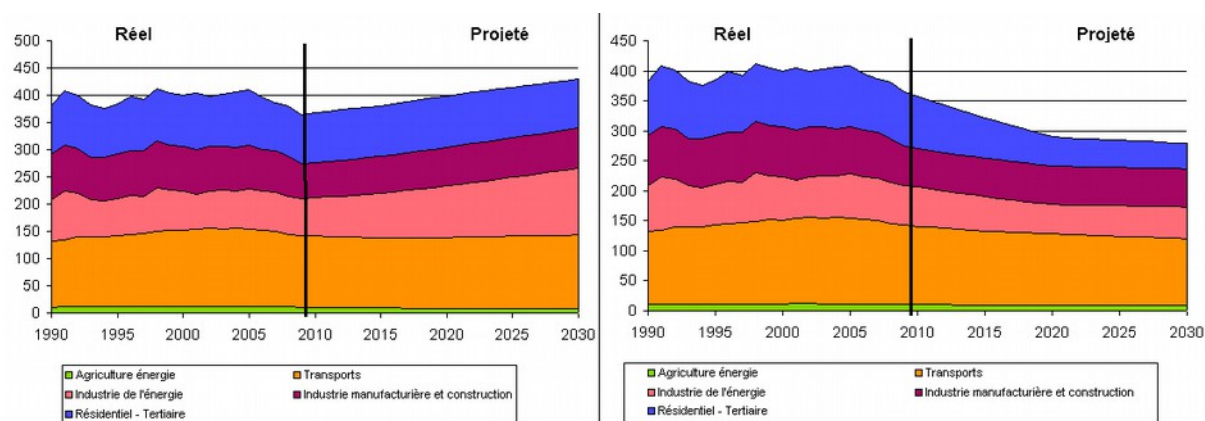 Réel Projeté
500
450
400
350
300
250
200
150
100
50
0
1990 1995 2000 2005 2010 2015 2020 2025 2030
Agriculture énergie Transports
Industrie de l'énergie Industrie manufacturière et construction
Résidentiel - Tertiaire
Réel Projeté
450
400
350
300
250
200
150
100
50
0
1990 1995 2000 2005 2010 2015 2020 2025 2030
Agriculture énergie Transports
Industrie de l'énergie Industrie manufacturière et construction
Résidentiel - Tertiaire